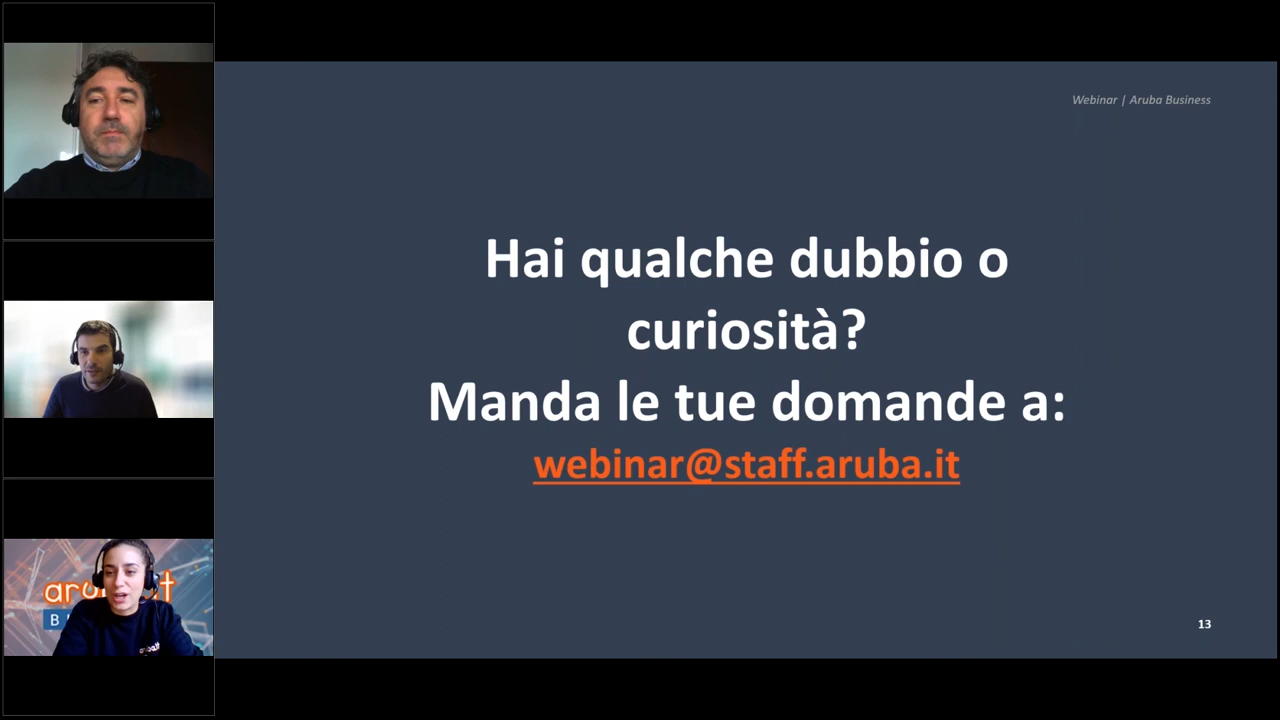 Webinar | Aruba Business
Hai qualche dubbio o
curiosità?
Manda le tue domande a:
webinar@staff.aruba.it
13